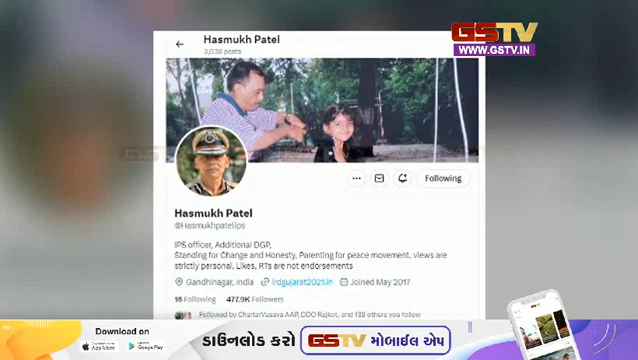 GSTV
WWW.GSTV.IN
Hasmukh Patel
3,038 posts
Following
Hasmukh Patel
@Hasmukhpatelips
IPS officer, Additional DGP,
Standing for Change and Honesty, Parenting for peace movement, views are
strictly personal, Likes, RTs are not endorsements
Gandhinagar, India lrdgujarat2021.in Joined May 2017
16 Following 477.9K Followers
Followed by ChaitarVasava AAP, DDO Rajkot, and 139 others you follow
Download on
App Store Google Play
ડાઉનલોડ કરો GSTV મોબાઈલ એપ